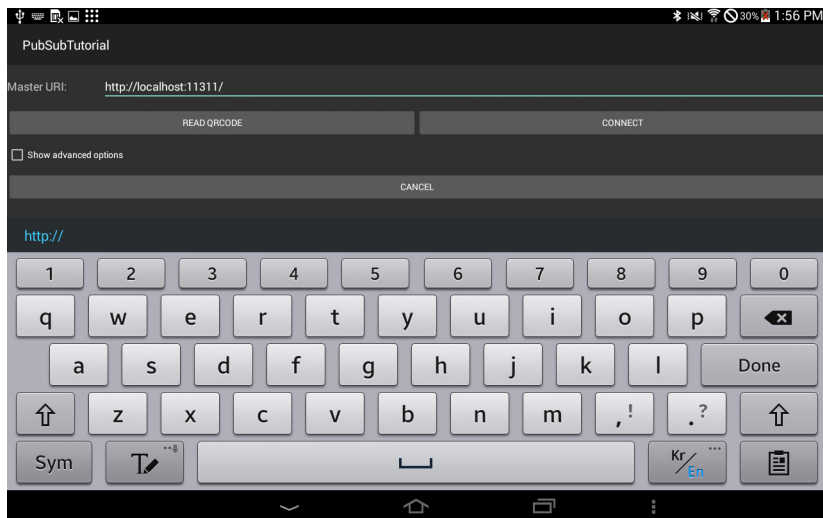 30% 1:56 PM
PubSubTutorial
Master URI: http://localhost:11311/
READ QRCODE CONNECT
Show advanced options
CANCEL
http://
1 2 3 4 5 6 7 8 9 0
q w e r t y u i o p
a s d f g h j k l Done
z x c v b n m , ! . ?
Sym T Kr/En